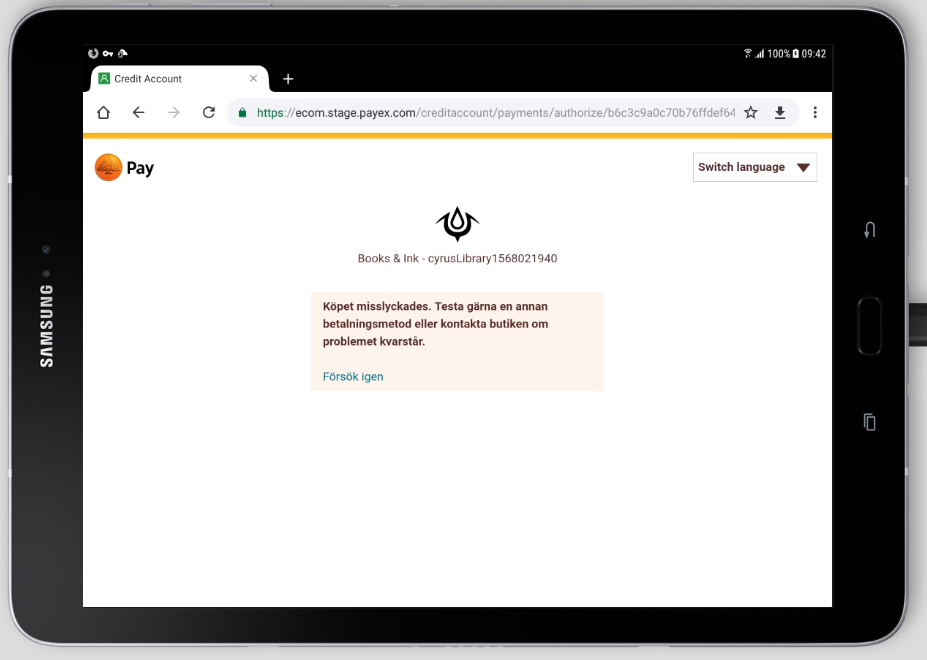 100% 09:42
Credit Account
https://ecom.stage.payex.com/creditaccount/payments/authorize/b6c3c9a0c70b76ffdef64
Pay
Switch language
Books & Ink - cyrusLibrary1568021940
Köpet misslyckades. Testa gärna en annan
betalningsmetod eller kontakta butiken om
problemet kvarstår.
Försök igen
SAMSUNG